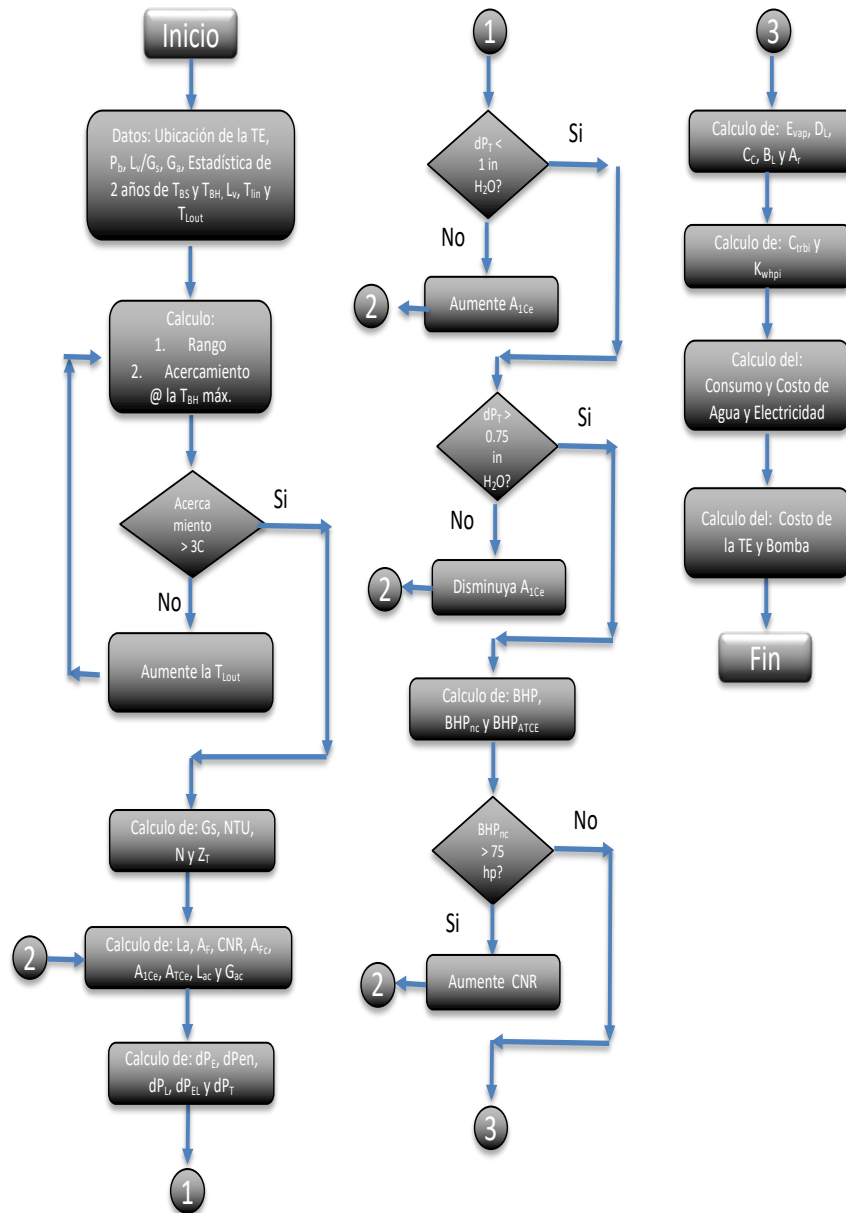 Inicio
Datos: Ubicación de la TE,
Pb, Lv/Gs, Ga, Estadística de
2 años de TBS y TBH, Lv, Tlin y
TLout
Calculo:
1. Rango
2. Acercamiento
@ la TBH máx.
Acerca
miento
> 3C
Si
No
Aumente la TLout
Calculo de: Gs, NTU,
N y ZT
2
Calculo de: La, AF, CNR, AFc,
A1Ce, ATCe, Lac y Gac
Calculo de: dPE, dPen,
dPL, dPEL y dPT
1
1
dPT <
1 in
H2O?
Si
No
2
Aumente A1Ce
dPT >
0.75
in
H2O?
Si
No
2
Disminuya A1Ce
Calculo de: BHP,
BHPnc y BHPATCE
BHPnc
> 75
hp?
No
Si
2
Aumente CNR
3
3
Calculo de: Evap, DL,
CC, BL y Ar
Calculo de: Ctrbi y
Kwhpi
Calculo del:
Consumo y Costo de
Agua y Electricidad
Calculo del: Costo de
la TE y Bomba
Fin